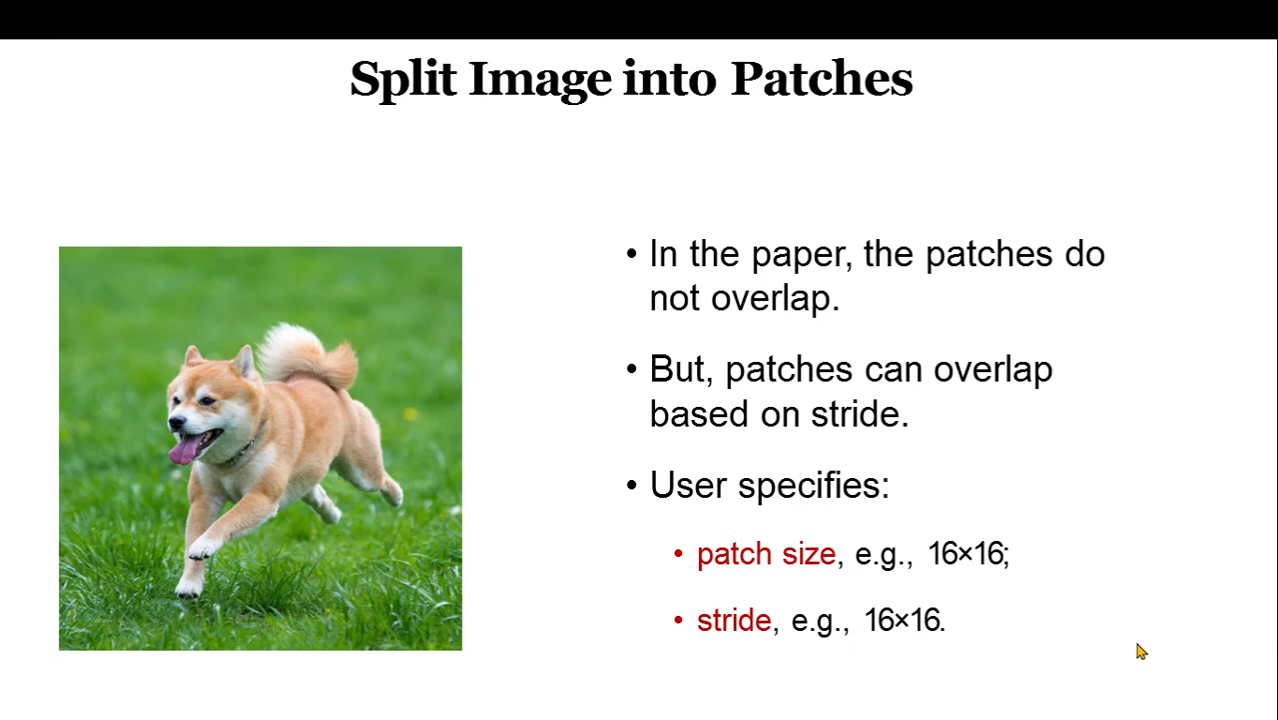 Split Image into Patches
• In the paper, the patches do
not overlap.
• But, patches can overlap
based on stride.
• User specifies:
• patch size, e.g., 16×16;
• stride, e.g., 16×16.